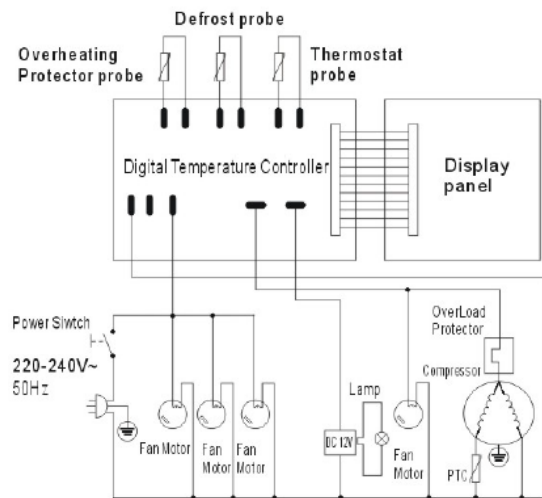 Defrost probe
Overheating
Protector probe
Thermostat
probe
Digital Temperature Controller
Display
panel
Power Siwtch
220-240V~
50Hz
OverLoad
Protector
Compressor
Lamp
DC 12V
Fan Motor
Fan
Motor
Fan
Motor
Fan
Motor
PTC